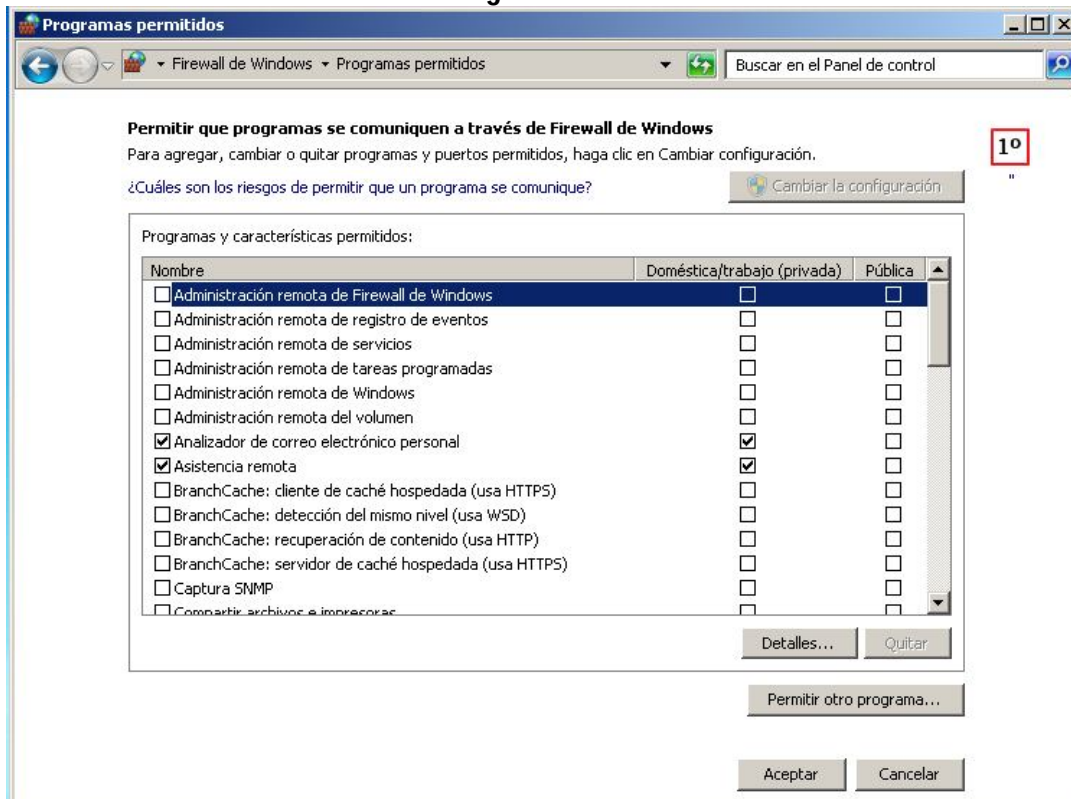 Programas permitidos
Firewall de Windows Programas permitidos
Buscar en el Panel de control
Permitir que programas se comuniquen a través de Firewall de Windows
Para agregar, cambiar o quitar programas y puertos permitidos, haga clic en Cambiar configuración.
1º
"
¿Cuáles son los riesgos de permitir que un programa se comunique?
Cambiar la configuración
Programas y características permitidos:
Nombre Doméstica/trabajo (privada) Pública
Administración remota de Firewall de Windows
Administración remota de registro de eventos
Administración remota de servicios
Administración remota de tareas programadas
Administración remota de Windows
Administración remota del volumen
Analizador de correo electrónico personal
Asistencia remota
BranchCache: cliente de caché hospedada (usa HTTPS)
BranchCache: detección del mismo nivel (usa WSD)
BranchCache: recuperación de contenido (usa HTTP)
BranchCache: servidor de caché hospedada (usa HTTPS)
Captura SNMP
Compartir archivos e impresoras
Detalles... Quitar
Permitir otro programa...
Aceptar Cancelar